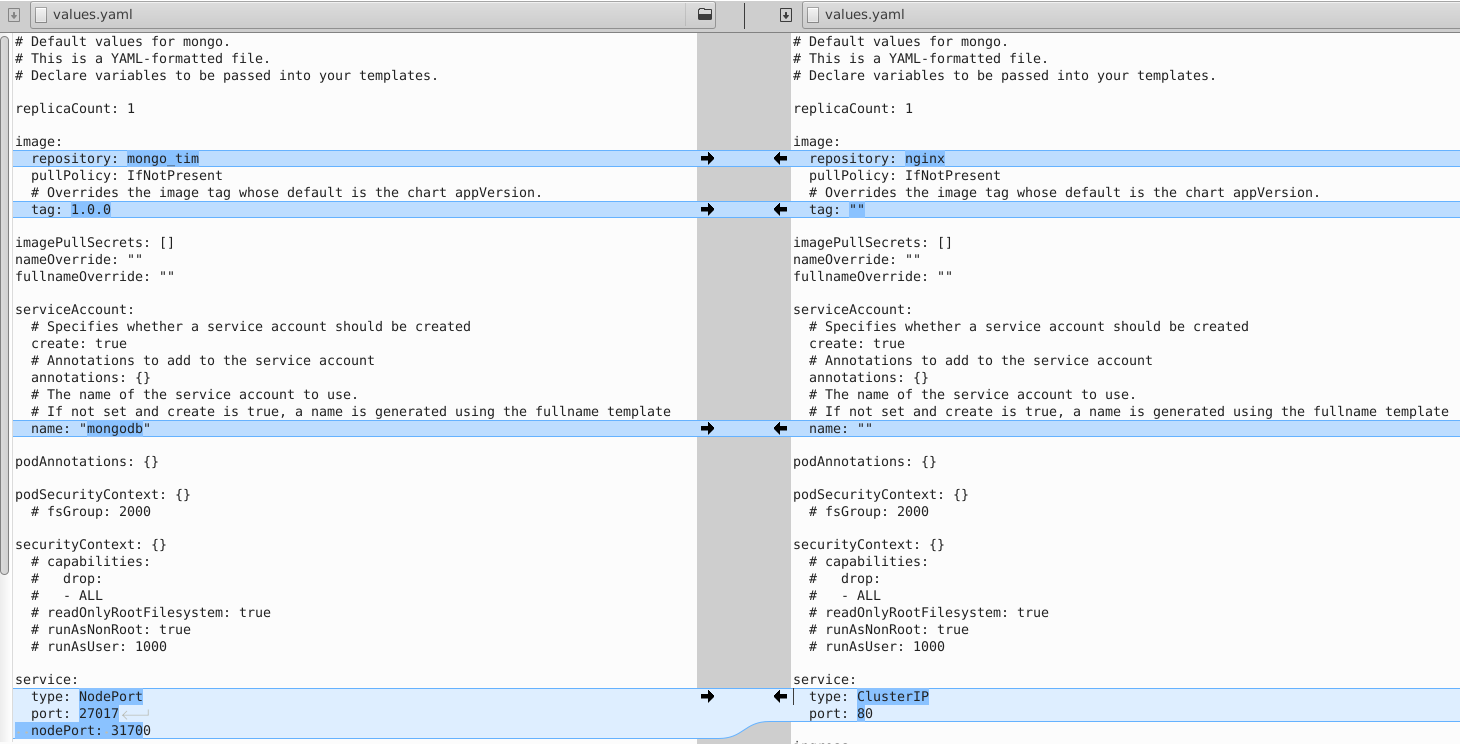 values.yaml
# Default values for mongo.
# This is a YAML-formatted file.
# Declare variables to be passed into your templates.
replicaCount: 1
image:
  repository: mongo_tim
  pullPolicy: IfNotPresent
  # Overrides the image tag whose default is the chart appVersion.
  tag: 1.0.0
imagePullSecrets: []
nameOverride: ""
fullnameOverride: ""
serviceAccount:
  # Specifies whether a service account should be created
  create: true
  # Annotations to add to the service account
  annotations: {}
  # The name of the service account to use.
  # If not set and create is true, a name is generated using the fullname template
  name: "mongodb"
podAnnotations: {}
podSecurityContext: {}
  # fsGroup: 2000
securityContext: {}
  # capabilities:
  #   drop:
  #   - ALL
  # readOnlyRootFilesystem: true
  # runAsNonRoot: true
  # runAsUser: 1000
service:
  type: NodePort
  port: 27017
  nodePort: 31700
values.yaml
# Default values for mongo.
# This is a YAML-formatted file.
# Declare variables to be passed into your templates.
replicaCount: 1
image:
  repository: nginx
  pullPolicy: IfNotPresent
  # Overrides the image tag whose default is the chart appVersion.
  tag: ""
imagePullSecrets: []
nameOverride: ""
fullnameOverride: ""
serviceAccount:
  # Specifies whether a service account should be created
  create: true
  # Annotations to add to the service account
  annotations: {}
  # The name of the service account to use.
  # If not set and create is true, a name is generated using the fullname template
  name: ""
podAnnotations: {}
podSecurityContext: {}
  # fsGroup: 2000
securityContext: {}
  # capabilities:
  #   drop:
  #   - ALL
  # readOnlyRootFilesystem: true
  # runAsNonRoot: true
  # runAsUser: 1000
service:
  type: ClusterIP
  port: 80